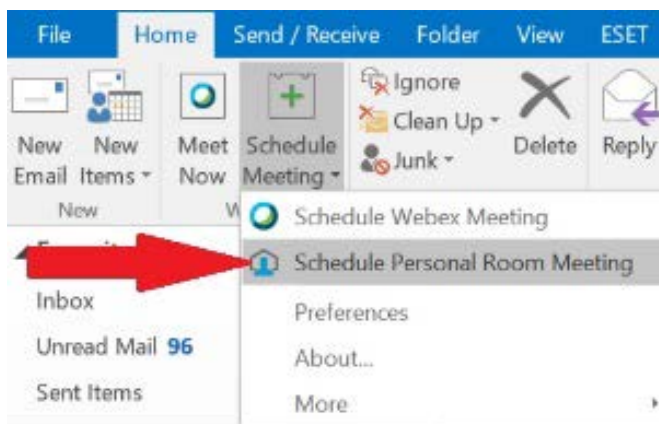 File Home Send / Receive Folder View ESET
New Email
New Items
Meet Now
Schedule Meeting
Ignore
Clean Up
Junk
Delete
Reply
New
Schedule Webex Meeting
Schedule Personal Room Meeting
Preferences
About...
More
Inbox
Unread Mail 96
Sent Items